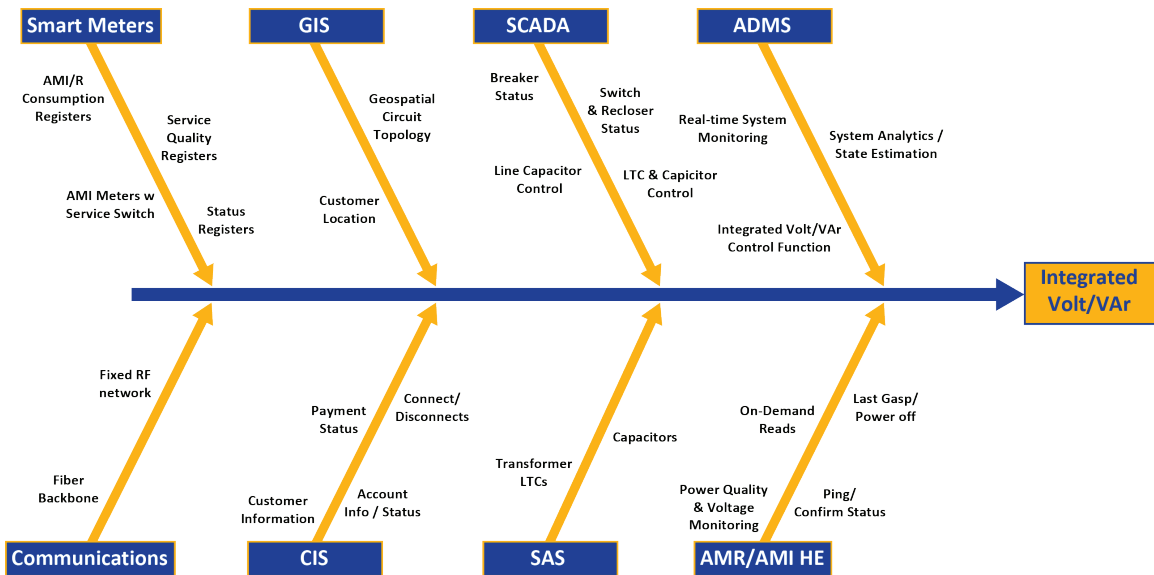 Smart Meters
GIS
SCADA
ADMS
AMI/R
Consumption
Registers
Service
Quality
Registers
AMI Meters w
Service Switch
Status
Registers
Geospatial
Circuit
Topology
Customer
Location
Breaker
Status
Switch
& Recloser
Status
Line Capacitor
Control
LTC & Capicitor
Control
Real-time System
Monitoring
System Analytics /
State Estimation
Integrated Volt/VAr
Control Function
Integrated
Volt/VAr
Fixed RF
network
Fiber
Backbone
Payment
Status
Connect/
Disconnects
Customer
Information
Account
Info / Status
Transformer
LTCs
Capacitors
On-Demand
Reads
Last Gasp/
Power off
Power Quality
& Voltage
Monitoring
Ping/
Confirm Status
Communications
CIS
SAS
AMR/AMI HE